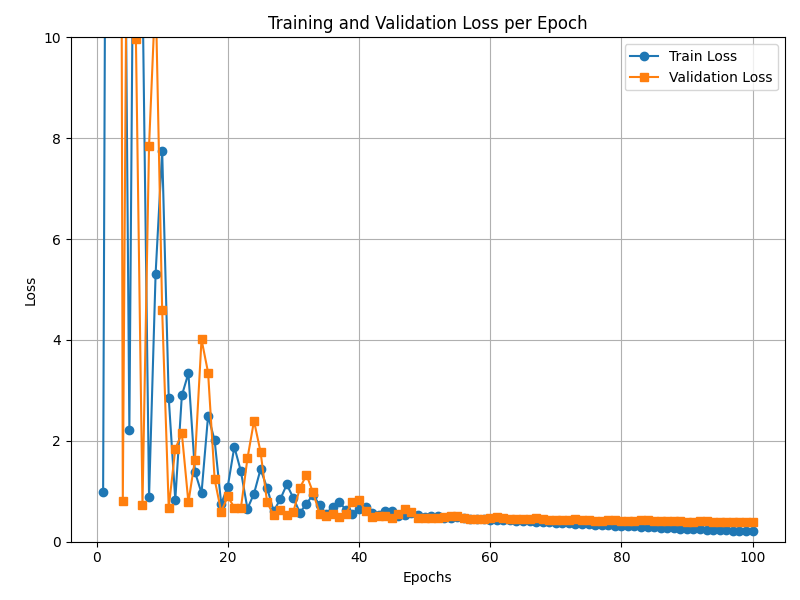 Training and Validation Loss per Epoch
Train Loss
Validation Loss
10
8
6
4
2
0
Loss
0 20 40 60 80 100
Epochs